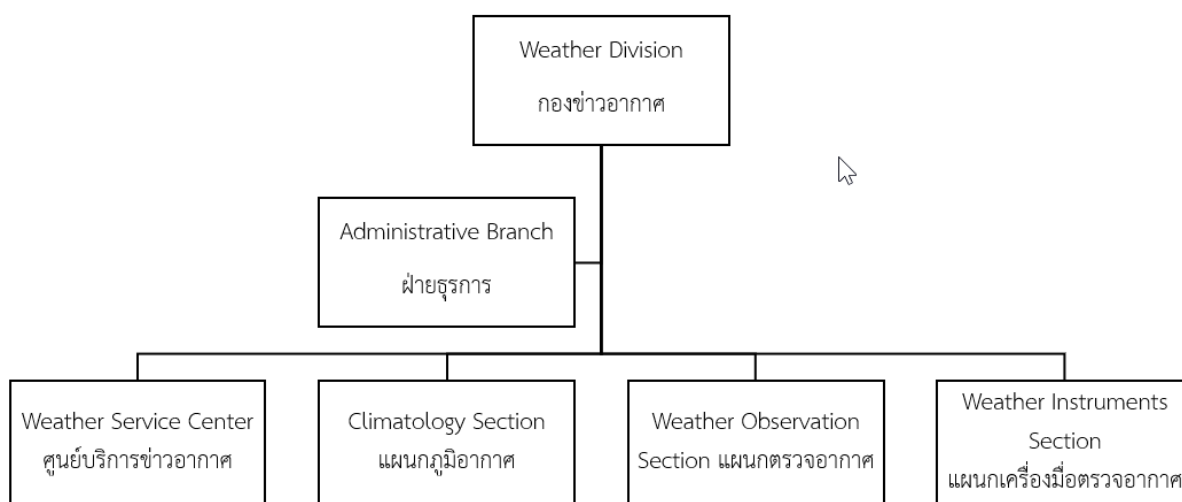 Weather Division
กองข่าวอากาศ
Administrative Branch
ฝ่ายธุรการ
Weather Service Center
ศูนย์บริการข่าวอากาศ
Climatology Section
แผนกภูมิอากาศ
Weather Observation
Section แผนกตรวจอากาศ
Weather Instruments
Section
แผนกเครื่องมือตรวจอากาศ